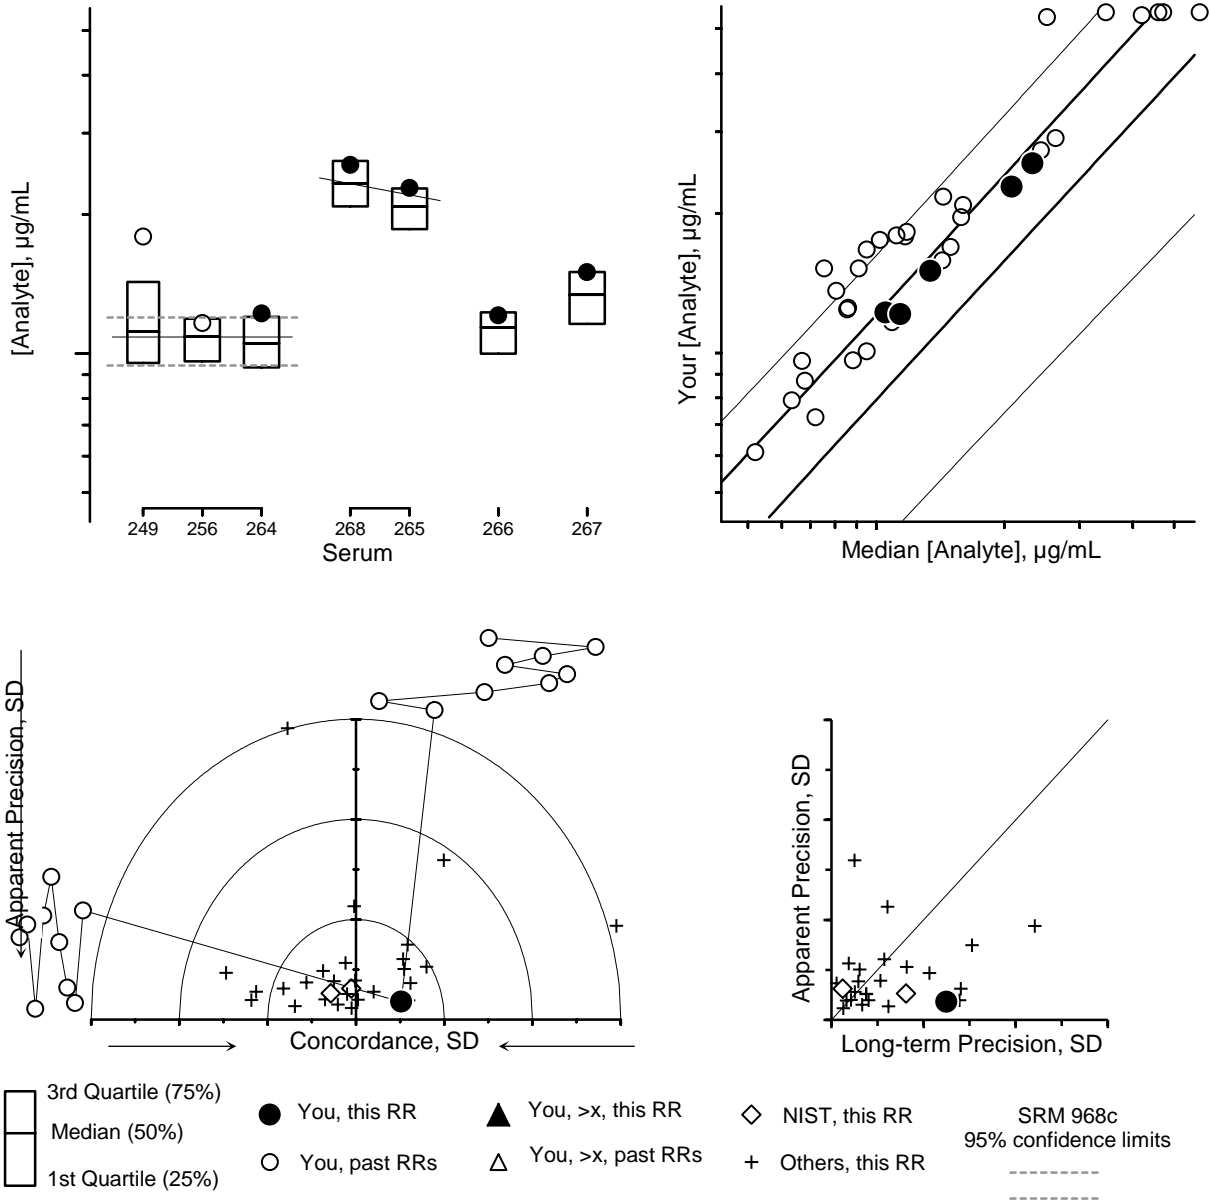 [Analyte], µg/mL
249 256 264 268 265 266 267
Serum
Your [Analyte], µg/mL
Median [Analyte], µg/mL
Apparent Precision, SD
Concordance, SD
Apparent Precision, SD
Long-term Precision, SD
3rd Quartile (75%)
Median (50%)
1st Quartile (25%)
You, this RR
You, past RRs
You, >x, this RR
You, >x, past RRs
NIST, this RR
Others, this RR
SRM 968c
95% confidence limits